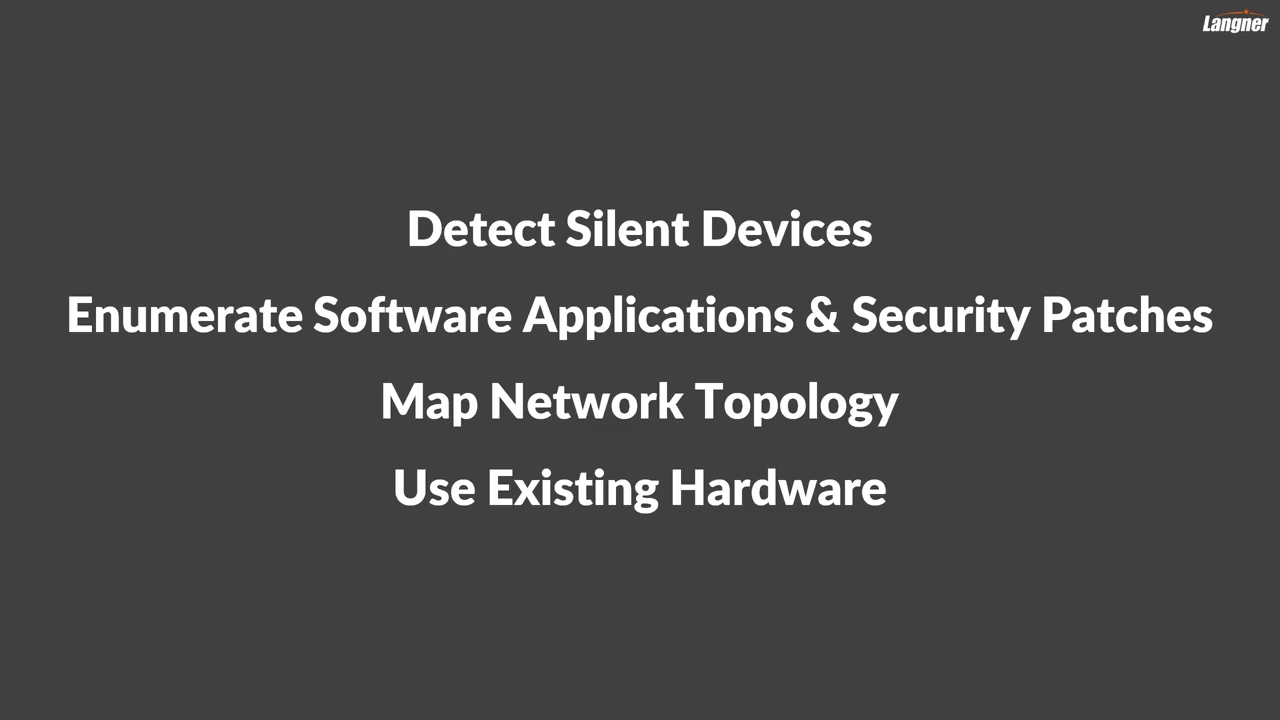 Langner
Detect Silent Devices
Enumerate Software Applications & Security Patches
Map Network Topology
Use Existing Hardware